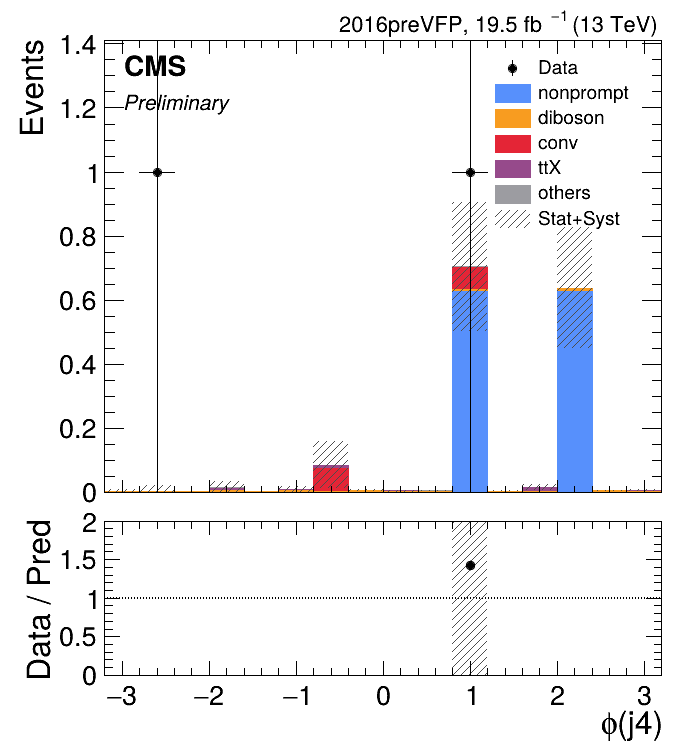 2016preVFP, 19.5 fb⁻¹ (13 TeV)
Events
1.4
1.2
1
0.8
0.6
0.4
0.2
0
CMS
Preliminary
Data
nonprompt
diboson
conv
ttX
others
Stat+Syst
Data / Pred
2
1.5
1
0.5
0
−3 −2 −1 0 1 2 3
ϕ(j4)